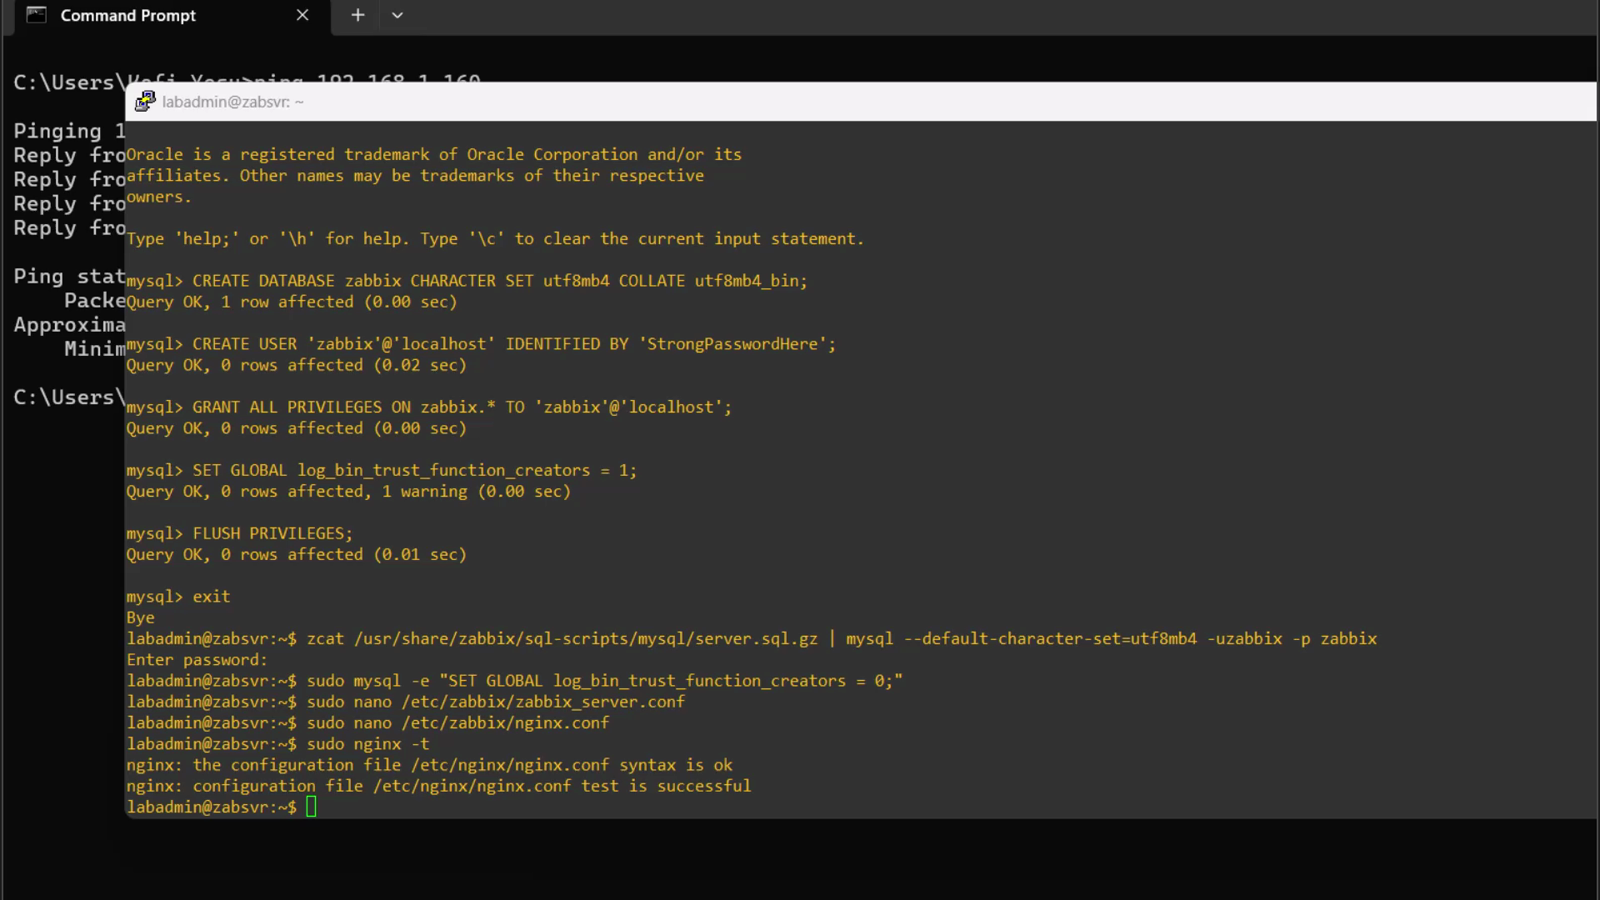 Command Prompt
C:\Users\Kofi Yesu>ping 192.168.1.160
labadmin@zabsvr: ~
Pinging 1
Reply fro
Reply fro
Reply fro
Reply fro
Ping stat
Packe
Approxima
Minim
C:\Users\
Oracle is a registered trademark of Oracle Corporation and/or its
affiliates. Other names may be trademarks of their respective
owners.
Type 'help;' or '\h' for help. Type '\c' to clear the current input statement.
mysql> CREATE DATABASE zabbix CHARACTER SET utf8mb4 COLLATE utf8mb4_bin;
Query OK, 1 row affected (0.00 sec)
mysql> CREATE USER 'zabbix'@'localhost' IDENTIFIED BY 'StrongPasswordHere';
Query OK, 0 rows affected (0.02 sec)
mysql> GRANT ALL PRIVILEGES ON zabbix.* TO 'zabbix'@'localhost';
Query OK, 0 rows affected (0.00 sec)
mysql> SET GLOBAL log_bin_trust_function_creators = 1;
Query OK, 0 rows affected, 1 warning (0.00 sec)
mysql> FLUSH PRIVILEGES;
Query OK, 0 rows affected (0.01 sec)
mysql> exit
Bye
labadmin@zabsvr:~$ zcat /usr/share/zabbix/sql-scripts/mysql/server.sql.gz | mysql --default-character-set=utf8mb4 -uzabbix -p zabbix
Enter password:
labadmin@zabsvr:~$ sudo mysql -e "SET GLOBAL log_bin_trust_function_creators = 0;"
labadmin@zabsvr:~$ sudo nano /etc/zabbix/zabbix_server.conf
labadmin@zabsvr:~$ sudo nano /etc/zabbix/nginx.conf
labadmin@zabsvr:~$ sudo nginx -t
nginx: the configuration file /etc/nginx/nginx.conf syntax is ok
nginx: configuration file /etc/nginx/nginx.conf test is successful
labadmin@zabsvr:~$